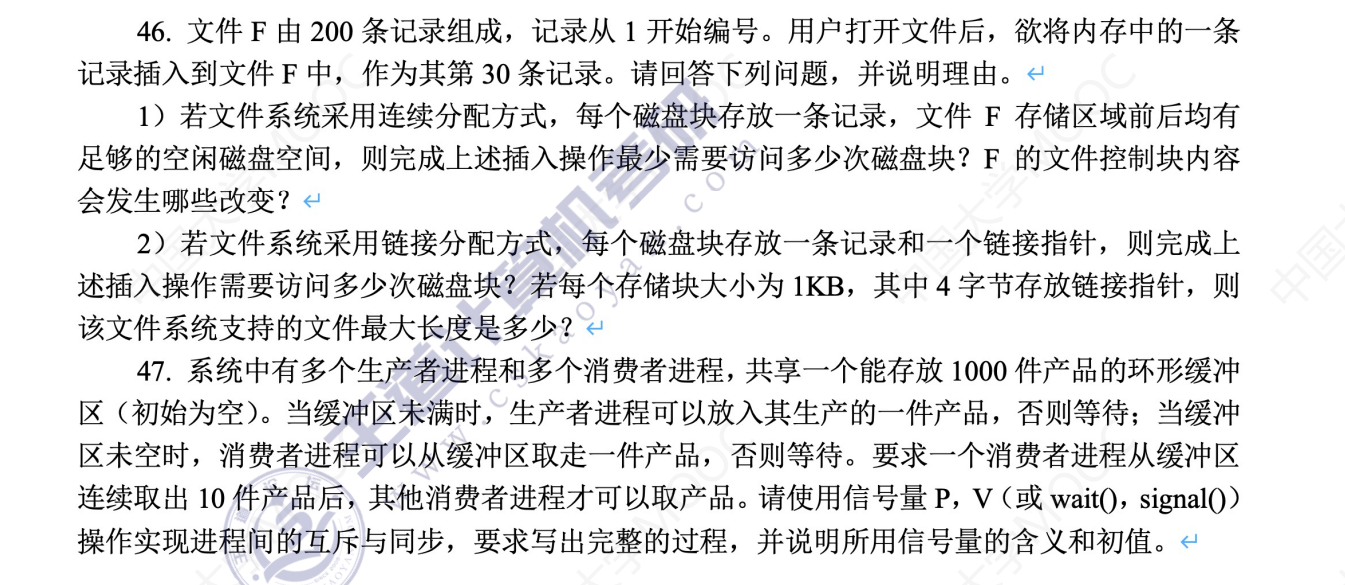 46. 文件 F 由 200 条记录组成，记录从 1 开始编号。用户打开文件后，欲将内存中的一条
记录插入到文件 F 中，作为其第 30 条记录。请回答下列问题，并说明理由。↵
1）若文件系统采用连续分配方式，每个磁盘块存放一条记录，文件 F 存储区域前后均有
足够的空闲磁盘空间，则完成上述插入操作最少需要访问多少次磁盘块？F 的文件控制块内容
会发生哪些改变？↵
2）若文件系统采用链接分配方式，每个磁盘块存放一条记录和一个链接指针，则完成上
述插入操作需要访问多少次磁盘块？若每个存储块大小为 1KB，其中 4 字节存放链接指针，则
该文件系统支持的文件最大长度是多少？↵
47. 系统中有多个生产者进程和多个消费者进程，共享一个能存放 1000 件产品的环形缓冲
区（初始为空）。当缓冲区未满时，生产者进程可以放入其生产的一件产品，否则等待；当缓冲
区未空时，消费者进程可以从缓冲区取走一件产品，否则等待。要求一个消费者进程从缓冲区
连续取出 10 件产品后，其他消费者进程才可以取产品。请使用信号量 P，V（或 wait()，signal()）
操作实现进程间的互斥与同步，要求写出完整的过程，并说明所用信号量的含义和初值。↵
王道计算机考研
www.cskaoyan.com
中国大学MOOC